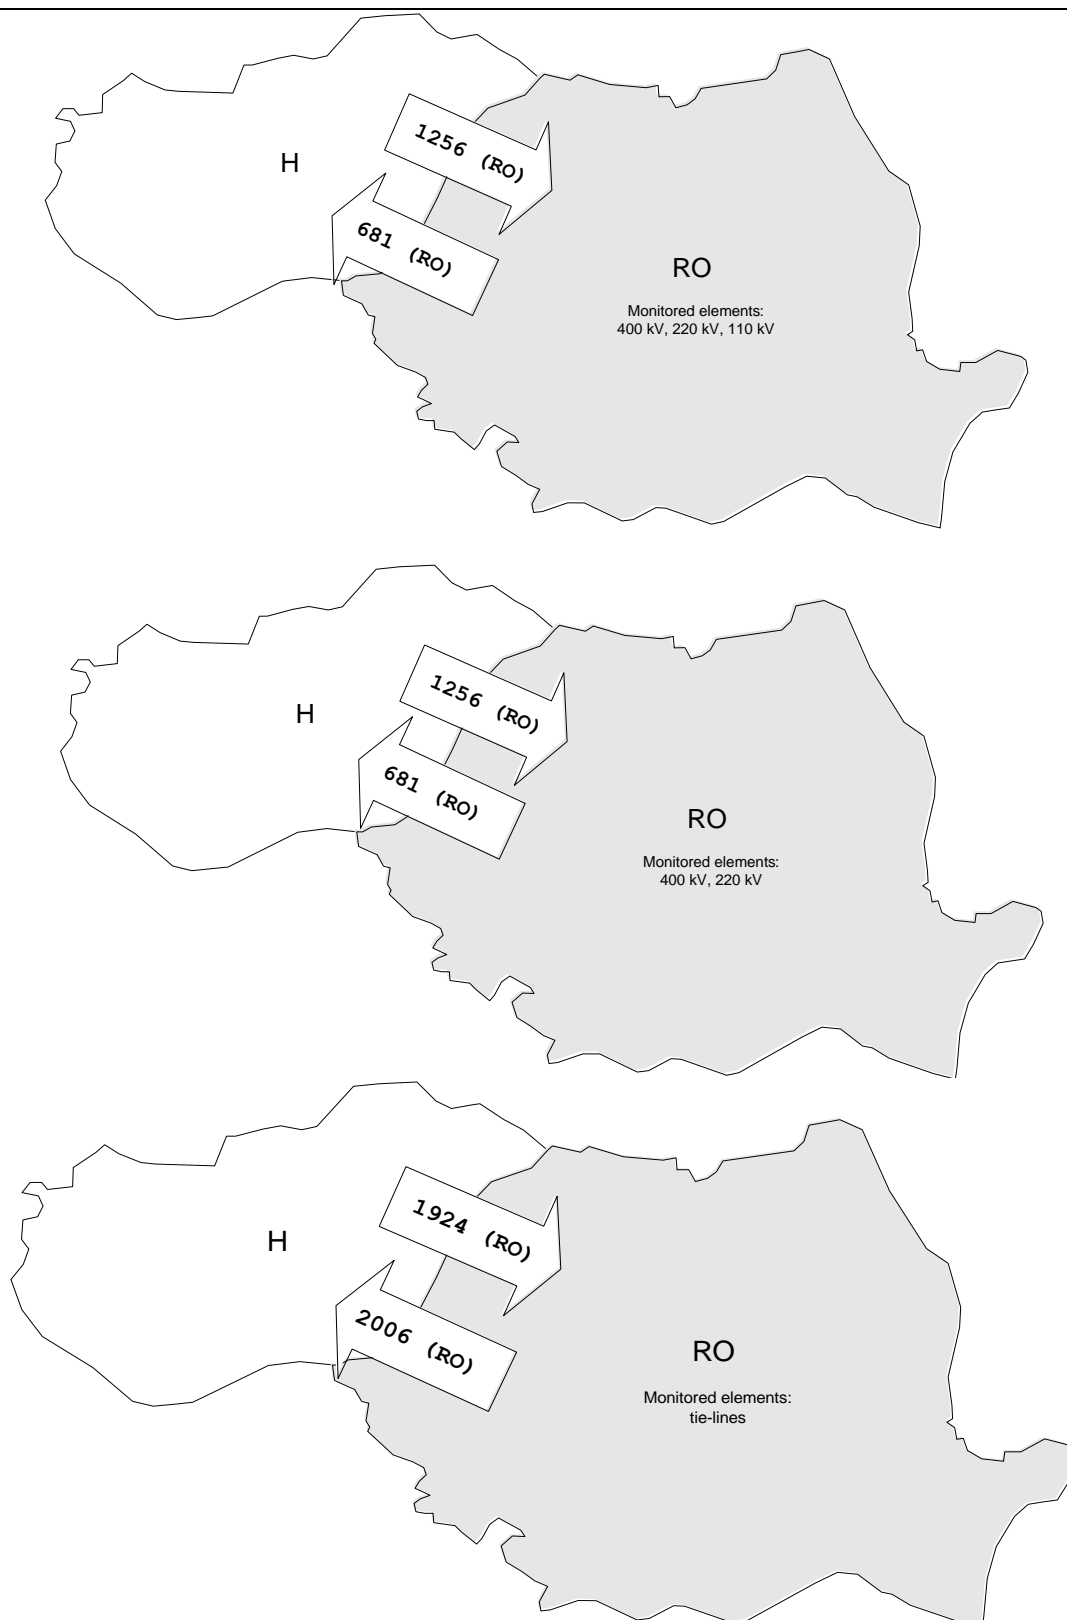 1256 (RO)
H
681 (RO)
RO
Monitored elements:
400 kV, 220 kV, 110 kV
1256 (RO)
H
681 (RO)
RO
Monitored elements:
400 kV, 220 kV
1924 (RO)
H
2006 (RO)
RO
Monitored elements:
tie-lines